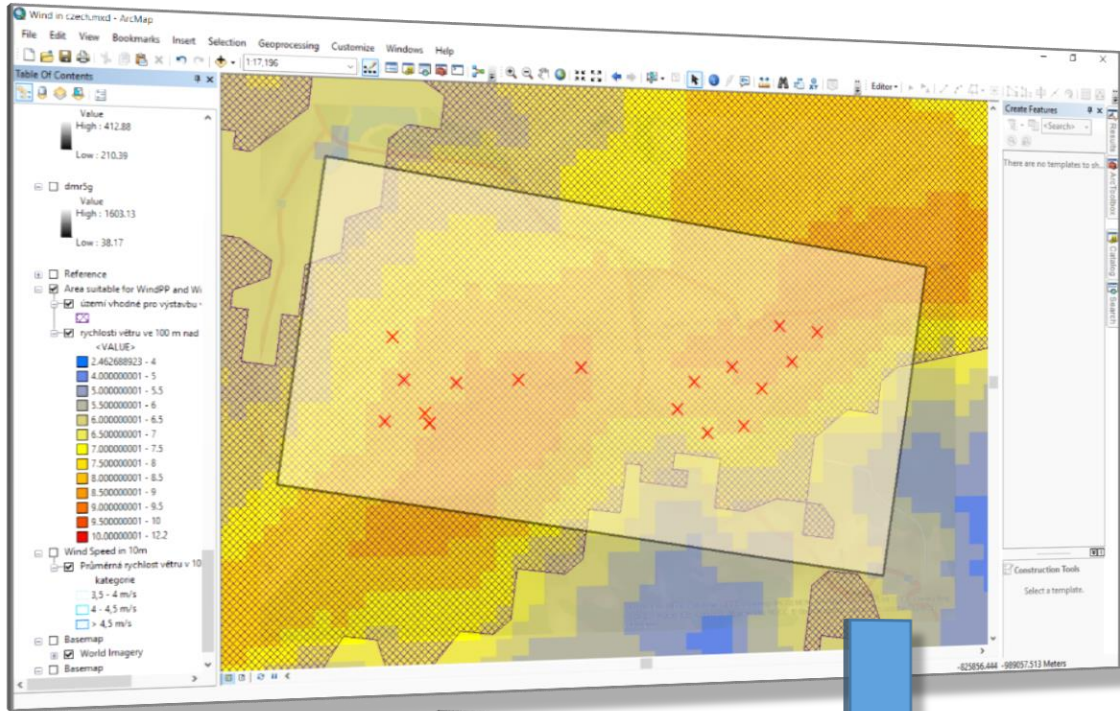 Wind in czech.mxd - ArcMap
File Edit View Bookmarks Insert Selection Geoprocessing Customize Windows Help
1:17,196
Editor
Table Of Contents
Value
High : 412.88
Low : 210.39
dmr5g
Value
High : 1603.13
Low : 38.17
Reference
Area suitable for WindPP and Wi
území vhodné pro výstavbu
rychlosti větru ve 100 m nad
<VALUE>
2.462688923 - 4
4.000000001 - 5
5.000000001 - 5.5
5.500000001 - 6
6.000000001 - 6.5
6.500000001 - 7
7.000000001 - 7.5
7.500000001 - 8
8.000000001 - 8.5
8.500000001 - 9
9.000000001 - 9.5
9.500000001 - 10
10.00000001 - 12.2
Wind Speed in 10m
Průměrná rychlost větru v 10
kategorie
3,5 - 4 m/s
4 - 4,5 m/s
> 4,5 m/s
Basemap
World Imagery
Basemap
Create Features
<Search>
There are no templates to sh...
Construction Tools
Select a template.
Results
ArcToolbox
Catalog
Search
-825856.444 -989057.513 Meters